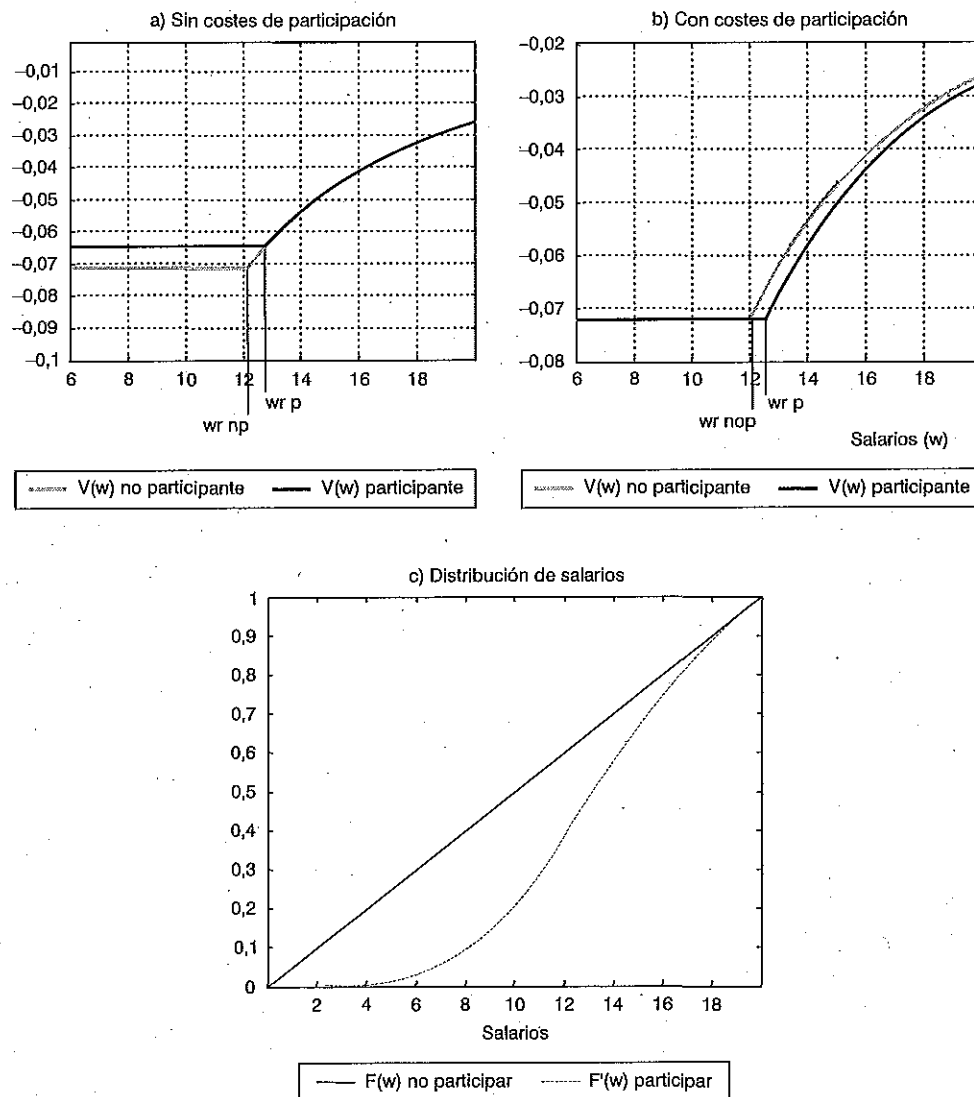 a) Sin costes de participación
−0,01
−0,02
−0,03
−0,04
−0,05
−0,06
−0,07
−0,08
−0,09
−0,1
6 8 10 12 14 16 18
wr p
wr np
V(w) no participante V(w) participante
b) Con costes de participación
−0,02
−0,03
−0,04
−0,05
−0,06
−0,07
−0,08
6 8 10 12 14 16 18
wr p
wr nop
Salarios (w)
V(w) no participante V(w) participante
c) Distribución de salarios
1
0,9
0,8
0,7
0,6
0,5
0,4
0,3
0,2
0,1
0
2 4 6 8 10 12 14 16 18
Salarios
F(w) no participar F'(w) participar